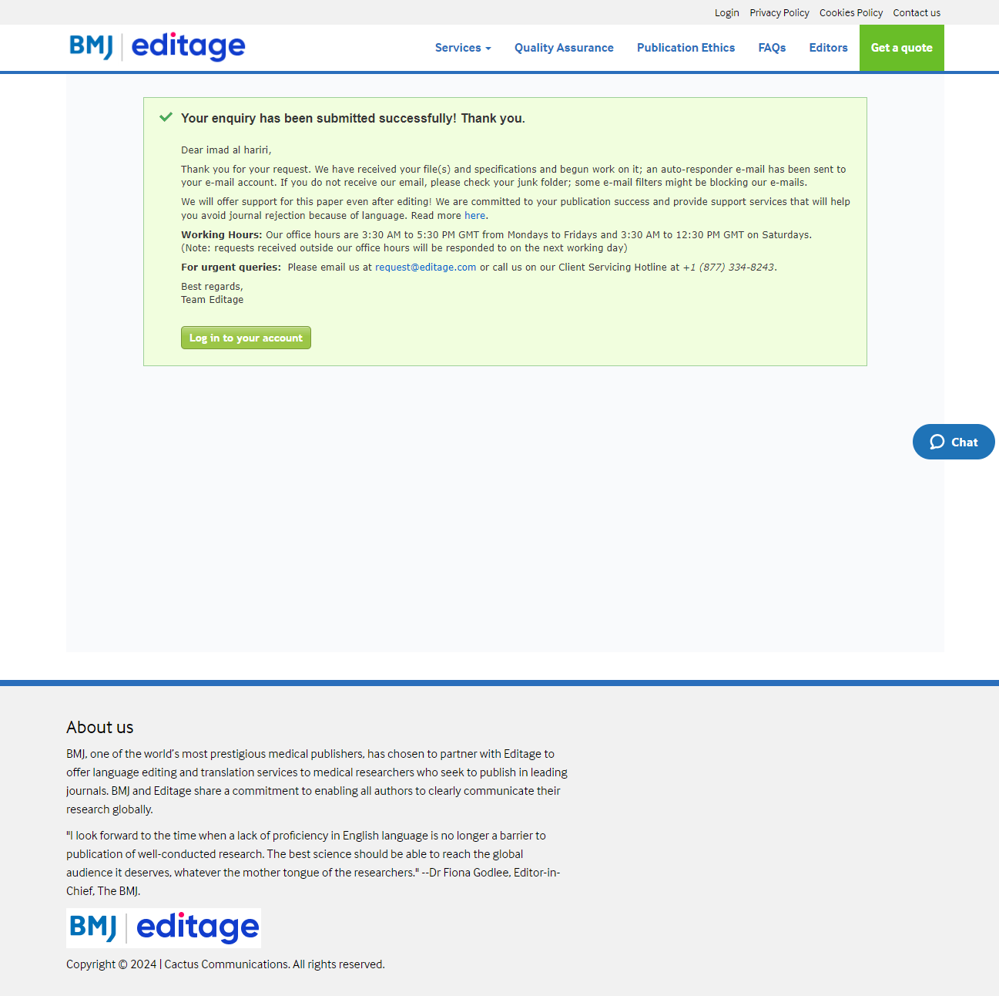 Login Privacy Policy Cookies Policy Contact us
BMJ | editage
Services Quality Assurance Publication Ethics FAQs Editors Get a quote
Your enquiry has been submitted successfully! Thank you.
Dear imad al hariri,
Thank you for your request. We have received your file(s) and specifications and begun work on it; an auto-responder e-mail has been sent to
your e-mail account. If you do not receive our email, please check your junk folder; some e-mail filters might be blocking our e-mails.
We will offer support for this paper even after editing! We are committed to your publication success and provide support services that will help
you avoid journal rejection because of language. Read more here.
Working Hours: Our office hours are 3:30 AM to 5:30 PM GMT from Mondays to Fridays and 3:30 AM to 12:30 PM GMT on Saturdays.
(Note: requests received outside our office hours will be responded to on the next working day)
For urgent queries: Please email us at request@editage.com or call us on our Client Servicing Hotline at +1 (877) 334-8243.
Best regards,
Team Editage
Log in to your account
Chat
About us
BMJ, one of the world's most prestigious medical publishers, has chosen to partner with Editage to
offer language editing and translation services to medical researchers who seek to publish in leading
journals. BMJ and Editage share a commitment to enabling all authors to clearly communicate their
research globally.
"I look forward to the time when a lack of proficiency in English language is no longer a barrier to
publication of well-conducted research. The best science should be able to reach the global
audience it deserves, whatever the mother tongue of the researchers." --Dr Fiona Godlee, Editor-in-
Chief, The BMJ.
BMJ | editage
Copyright © 2024 | Cactus Communications. All rights reserved.